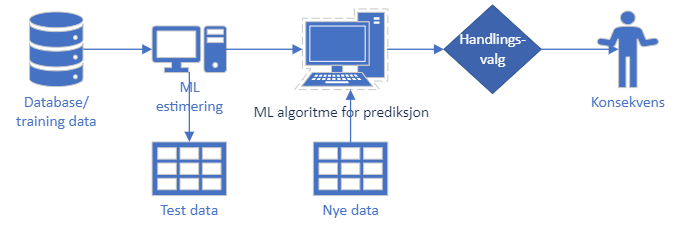 Database/
training data
ML
estimering
ML algoritme for prediksjon
Handlings-
valg
Konsekvens
Test data
Nye data